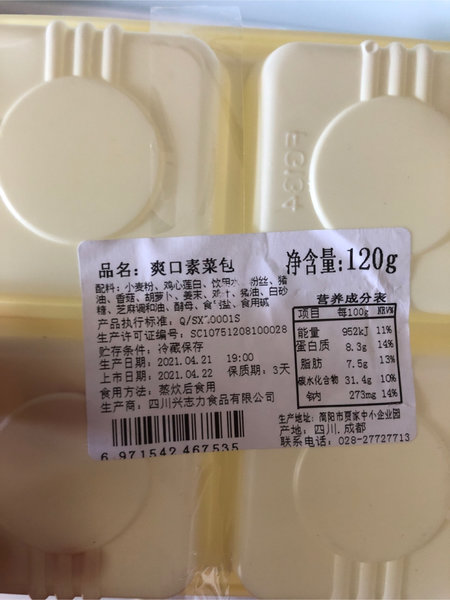 品名：爽口素菜包
净含量:120g
配料：小麦粉、鸡心莲白、饮用水、粉丝、猪
油、香菇、胡萝卜、姜末、鸡汁、猪油、白砂
糖、芝麻调和油、酵母、食用盐、食用碱
产品执行标准：Q/SX 0001S
生产许可证编号：SC10751208100028
贮存条件：冷藏保存
生产日期：2021.04.21 19:00
上市日期：2021.04.22 保质期：3天
食用方法：蒸炊后食用
生产商：四川兴志力食品有限公司
6 971542 467535
营养成分表
项目 每100g NRV%
能量 952kJ 11%
蛋白质 8.3g 14%
脂肪 7.5g 13%
碳水化合物 31.4g 10%
钠 273mg 14%
生产地址：简阳市贾家中小企业园
产地：四川.成都
联系电话：028-27727713